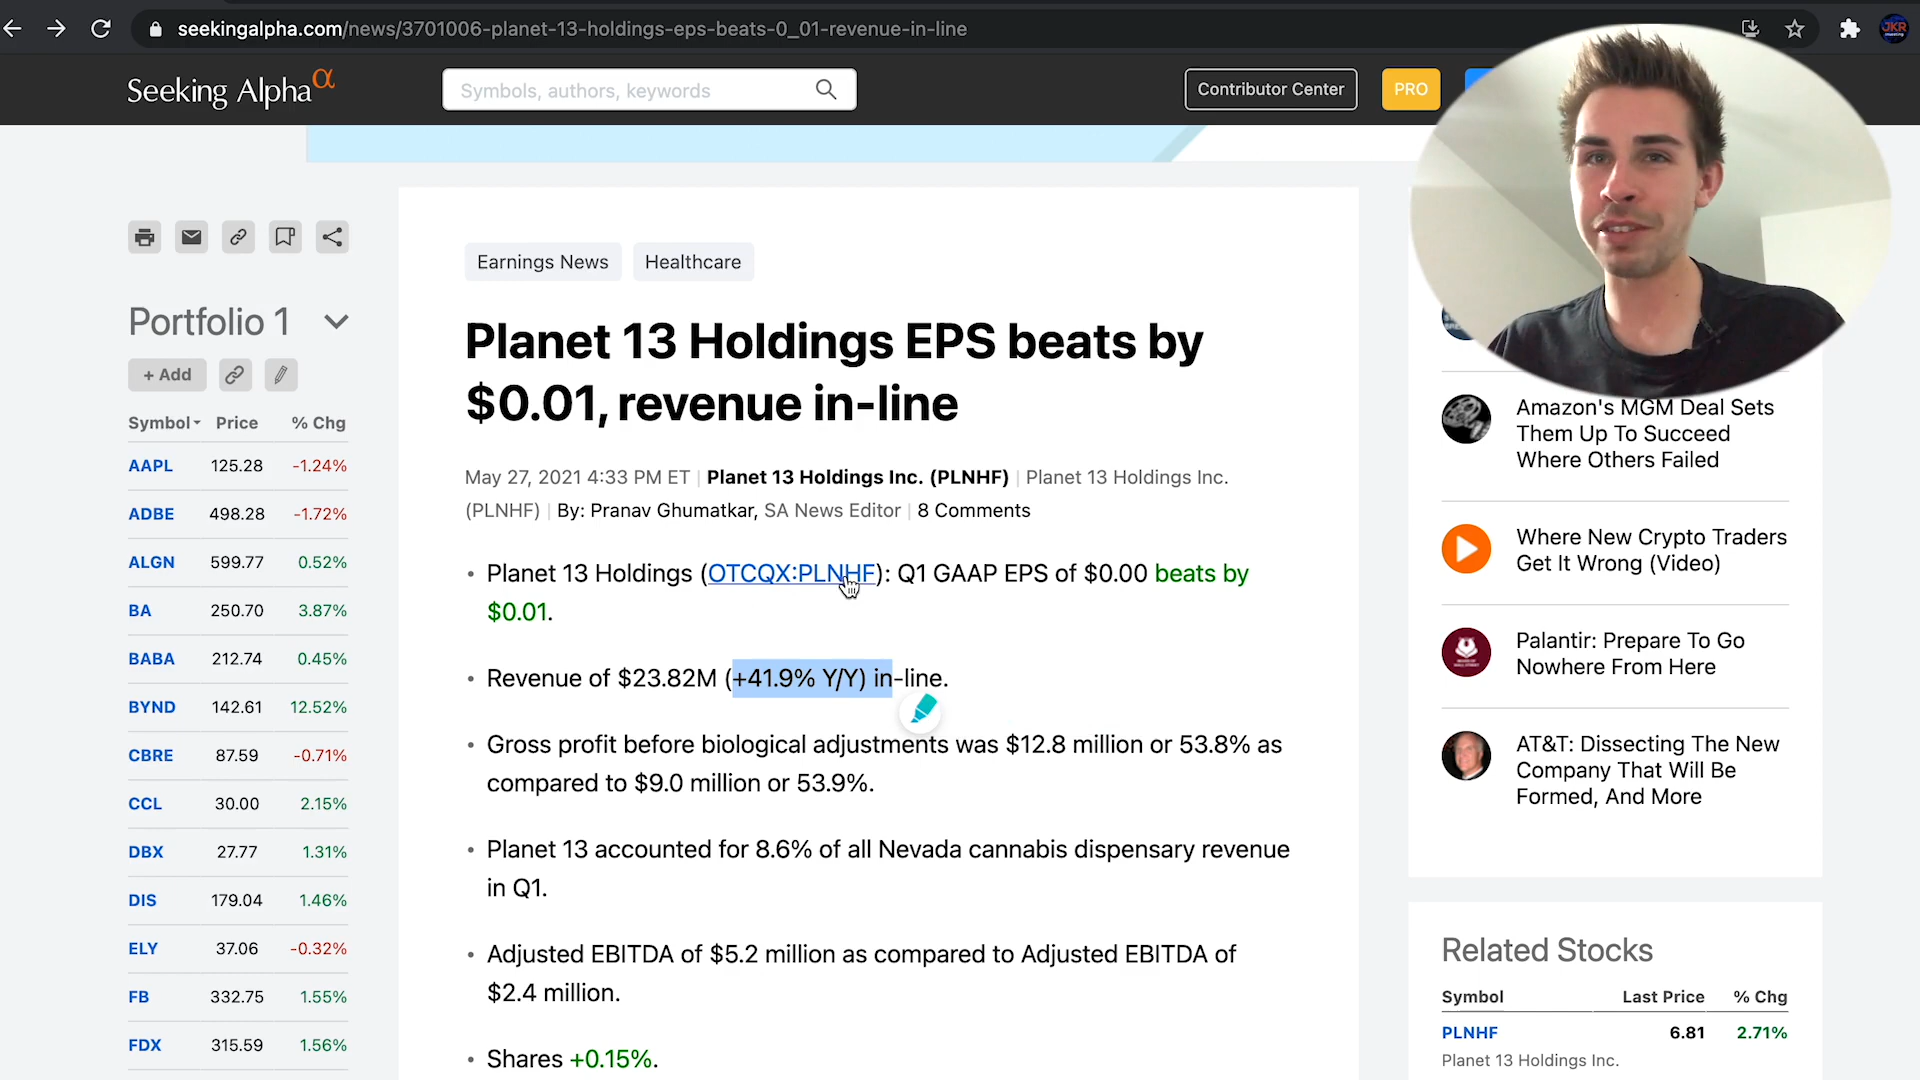 seekingalpha.com/news/3701006-planet-13-holdings-eps-beats-0_01-revenue-in-line
JKR
Seeking Alpha α
Symbols, authors, keywords
Contributor Center
PRO
Earnings News
Healthcare
Planet 13 Holdings EPS beats by
$0.01, revenue in-line
May 27, 2021 4:33 PM ET | Planet 13 Holdings Inc. (PLNHF) | Planet 13 Holdings Inc.
(PLNHF) | By: Pranav Ghumatkar, SA News Editor | 8 Comments
• Planet 13 Holdings (OTCQX:PLNHF): Q1 GAAP EPS of $0.00 beats by
$0.01.
• Revenue of $23.82M (+41.9% Y/Y) in-line.
• Gross profit before biological adjustments was $12.8 million or 53.8% as
compared to $9.0 million or 53.9%.
• Planet 13 accounted for 8.6% of all Nevada cannabis dispensary revenue
in Q1.
• Adjusted EBITDA of $5.2 million as compared to Adjusted EBITDA of
$2.4 million.
• Shares +0.15%.
Portfolio 1
+ Add
Symbol Price % Chg
AAPL 125.28 -1.24%
ADBE 498.28 -1.72%
ALGN 599.77 0.52%
BA 250.70 3.87%
BABA 212.74 0.45%
BYND 142.61 12.52%
CBRE 87.59 -0.71%
CCL 30.00 2.15%
DBX 27.77 1.31%
DIS 179.04 1.46%
ELY 37.06 -0.32%
FB 332.75 1.55%
FDX 315.59 1.56%
Amazon's MGM Deal Sets
Them Up To Succeed
Where Others Failed
Where New Crypto Traders
Get It Wrong (Video)
Palantir: Prepare To Go
Nowhere From Here
AT&T: Dissecting The New
Company That Will Be
Formed, And More
Related Stocks
Symbol Last Price % Chg
PLNHF 6.81 2.71%
Planet 13 Holdings Inc.